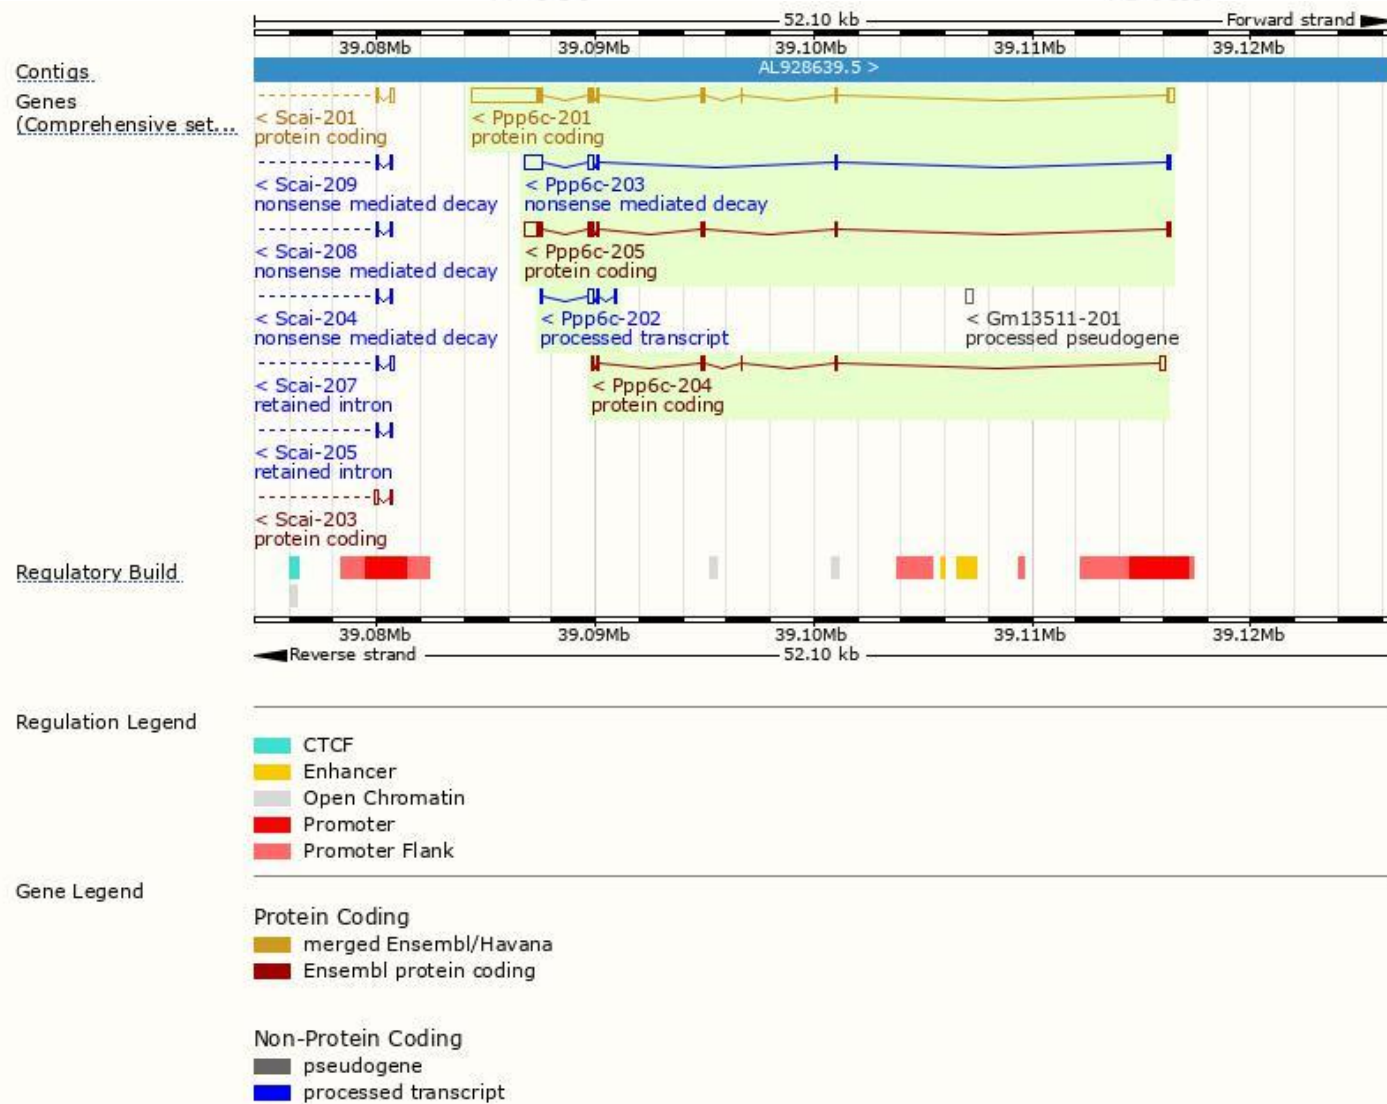 52.10 kb
Forward strand
39.08Mb 39.09Mb 39.10Mb 39.11Mb 39.12Mb
Contigs
AL928639.5 >
Genes
(Comprehensive set...
< Scai-201
protein coding
< Ppp6c-201
protein coding
< Scai-209
nonsense mediated decay
< Ppp6c-203
nonsense mediated decay
< Scai-208
nonsense mediated decay
< Ppp6c-205
protein coding
< Scai-204
nonsense mediated decay
< Ppp6c-202
processed transcript
< Gm13511-201
processed pseudogene
< Scai-207
retained intron
< Ppp6c-204
protein coding
< Scai-205
retained intron
< Scai-203
protein coding
Regulatory Build
39.08Mb 39.09Mb 39.10Mb 39.11Mb 39.12Mb
Reverse strand
52.10 kb
Regulation Legend
CTCF
Enhancer
Open Chromatin
Promoter
Promoter Flank
Gene Legend
Protein Coding
merged Ensembl/Havana
Ensembl protein coding
Non-Protein Coding
pseudogene
processed transcript